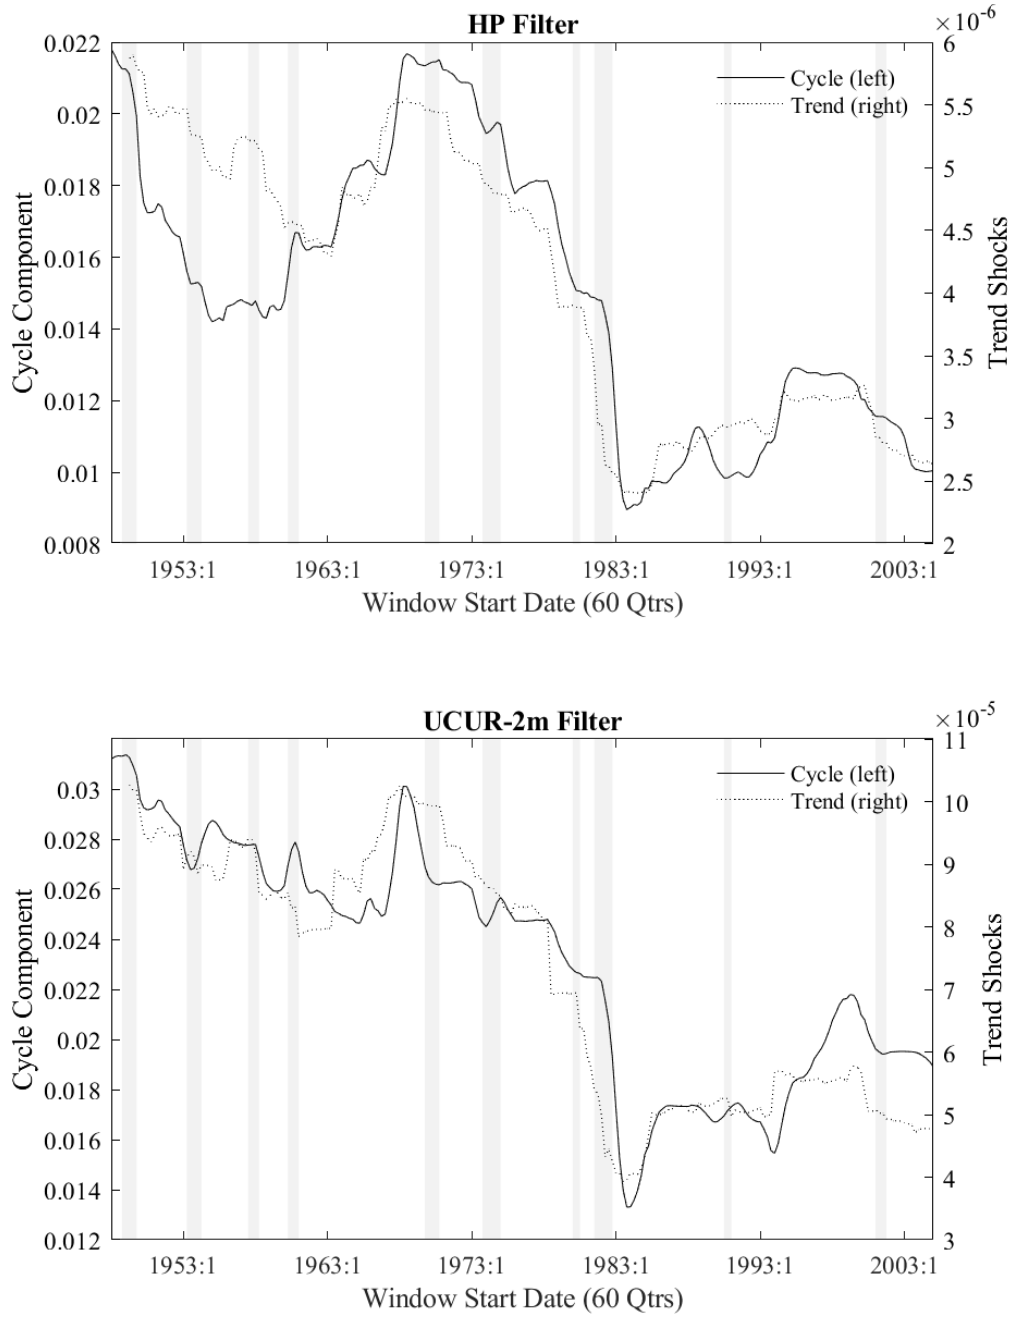 HP Filter
×10-6
0.022
0.02
0.018
0.016
0.014
0.012
0.01
0.008
Cycle Component
6
5.5
5
4.5
4
3.5
3
2.5
2
Trend Shocks
Cycle (left)
Trend (right)
1953:1 1963:1 1973:1 1983:1 1993:1 2003:1
Window Start Date (60 Qtrs)
UCUR-2m Filter
×10-5
0.03
0.028
0.026
0.024
0.022
0.02
0.018
0.016
0.014
0.012
Cycle Component
11
10
9
8
7
6
5
4
3
Trend Shocks
Cycle (left)
Trend (right)
1953:1 1963:1 1973:1 1983:1 1993:1 2003:1
Window Start Date (60 Qtrs)